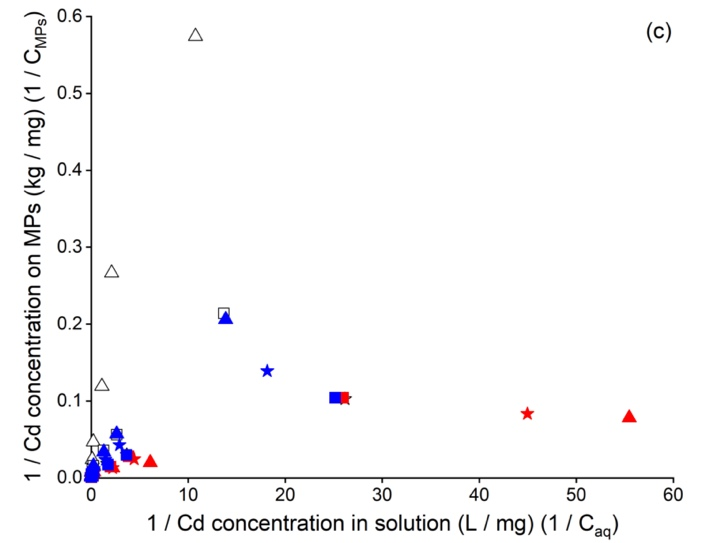 (c)
1 / Cd concentration on MPs (kg / mg) (1 / C_MPs)
0.6
0.5
0.4
0.3
0.2
0.1
0.0
0 10 20 30 40 50 60
1 / Cd concentration in solution (L / mg) (1 / C_aq)